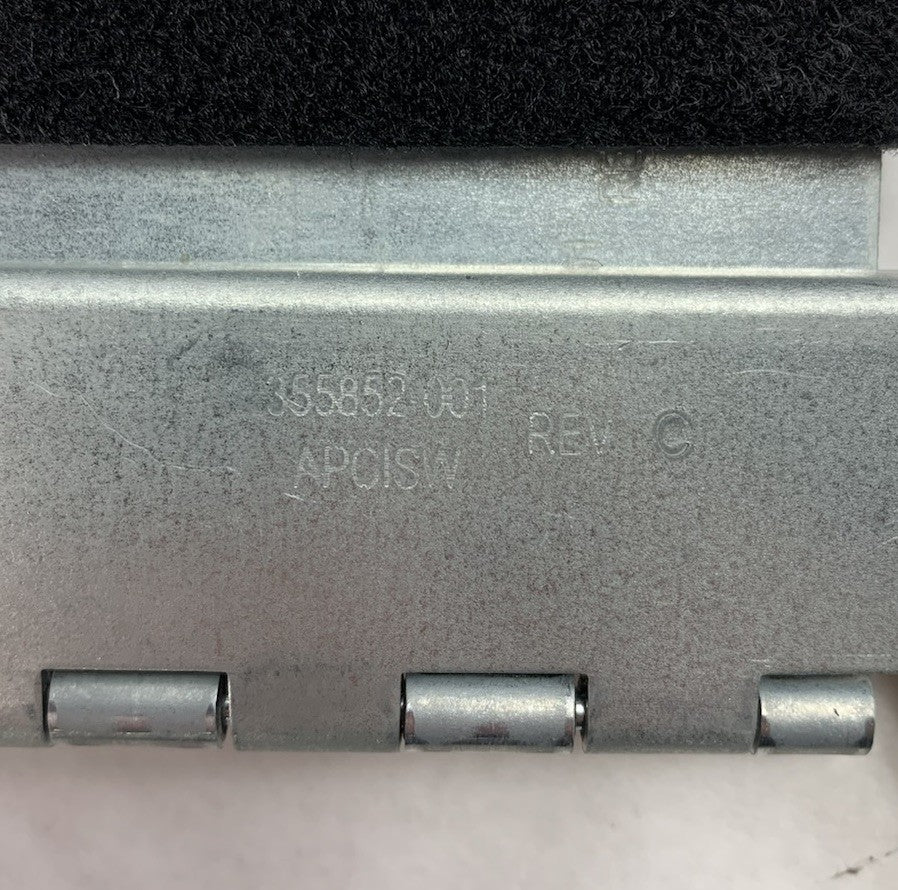 355852-001
APCISW
REV C